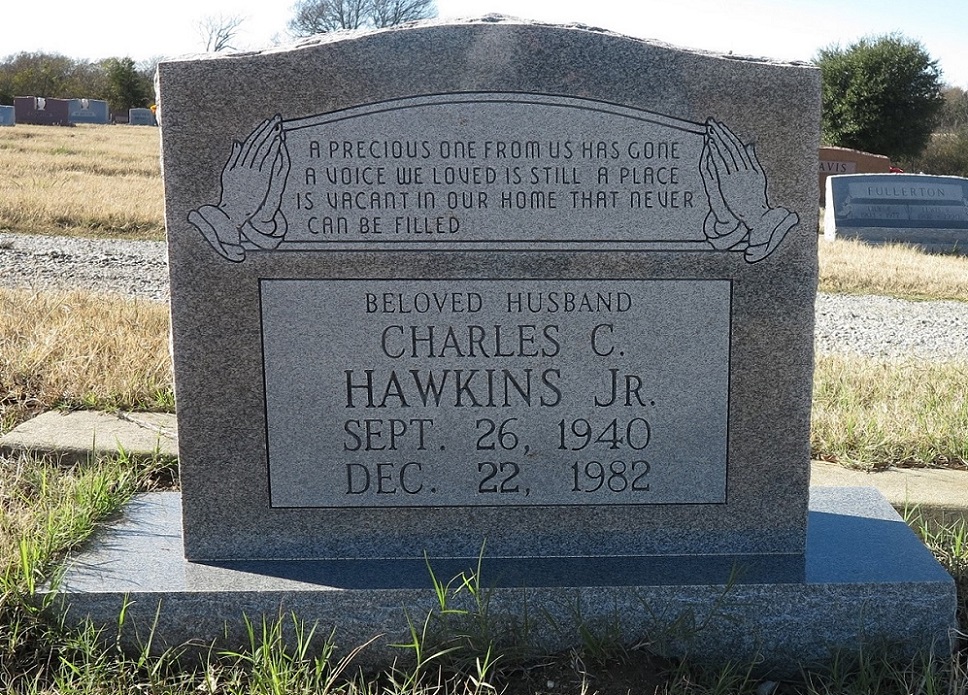 A PRECIOUS ONE FROM US HAS GONE
A VOICE WE LOVED IS STILL A PLACE
IS VACANT IN OUR HOME THAT NEVER
CAN BE FILLED
BELOVED HUSBAND
CHARLES C.
HAWKINS JR.
SEPT. 26, 1940
DEC. 22, 1982
AVIS
FULLERTON